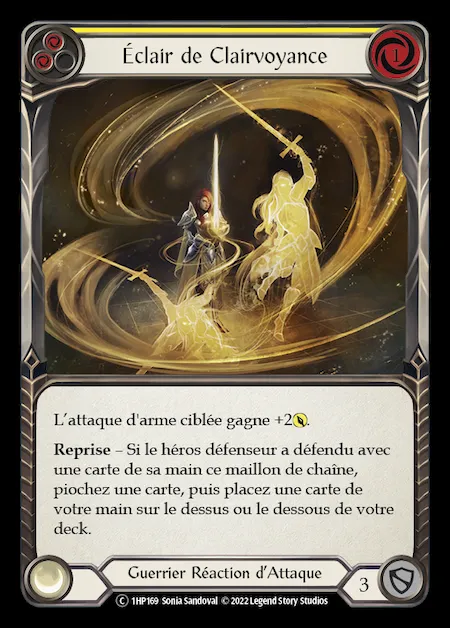 Éclair de Clairvoyance
1
L'attaque d'arme ciblée gagne +2.
Reprise – Si le héros défenseur a défendu avec
une carte de sa main ce maillon de chaîne,
piochez une carte, puis placez une carte de
votre main sur le dessus ou le dessous de votre
deck.
Guerrier Réaction d'Attaque
3
C 1HP169 Sonia Sandoval © 2022 Legend Story Studios